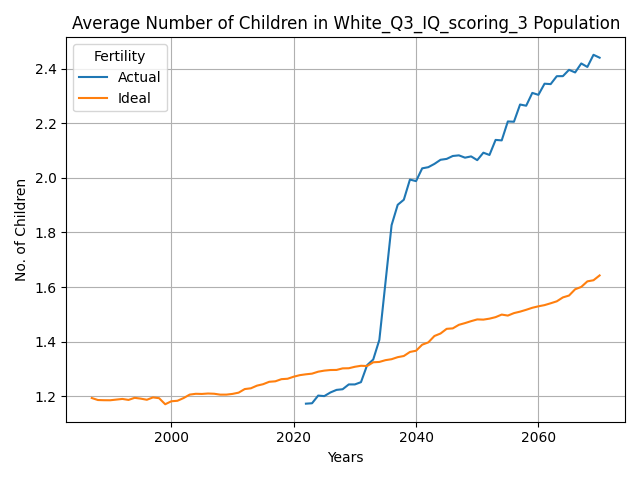 Average Number of Children in White_Q3_IQ_scoring_3 Population
Fertility
Actual
Ideal
No. of Children
2.4
2.2
2.0
1.8
1.6
1.4
1.2
2000
2020
2040
2060
Years